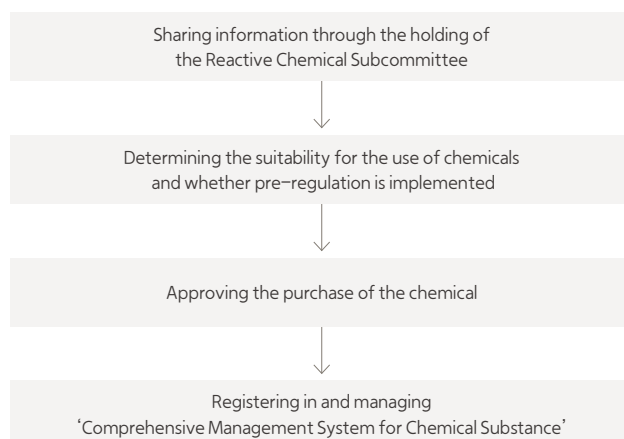 Sharing information through the holding of
the Reactive Chemical Subcommittee
Determining the suitability for the use of chemicals
and whether pre-regulation is implemented
Approving the purchase of the chemical
Registering in and managing
‘Comprehensive Management System for Chemical Substance’